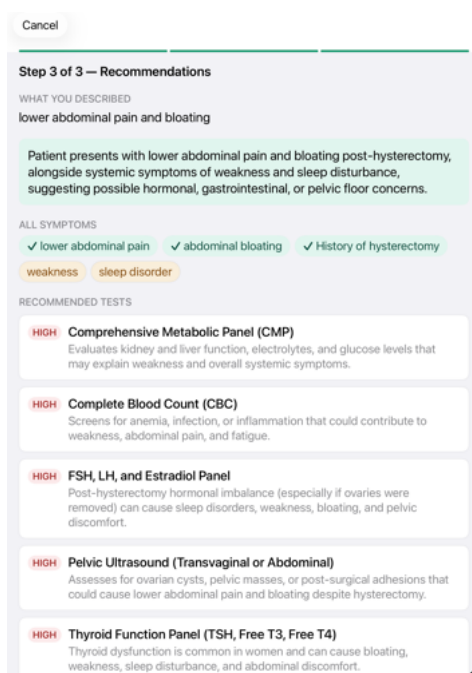 Cancel
Step 3 of 3 — Recommendations
WHAT YOU DESCRIBED
lower abdominal pain and bloating
Patient presents with lower abdominal pain and bloating post-hysterectomy,
alongside systemic symptoms of weakness and sleep disturbance,
suggesting possible hormonal, gastrointestinal, or pelvic floor concerns.
ALL SYMPTOMS
✓ lower abdominal pain ✓ abdominal bloating ✓ History of hysterectomy
weakness sleep disorder
RECOMMENDED TESTS
HIGH Comprehensive Metabolic Panel (CMP)
Evaluates kidney and liver function, electrolytes, and glucose levels that
may explain weakness and overall systemic symptoms.
HIGH Complete Blood Count (CBC)
Screens for anemia, infection, or inflammation that could contribute to
weakness, abdominal pain, and fatigue.
HIGH FSH, LH, and Estradiol Panel
Post-hysterectomy hormonal imbalance (especially if ovaries were
removed) can cause sleep disorders, weakness, bloating, and pelvic
discomfort.
HIGH Pelvic Ultrasound (Transvaginal or Abdominal)
Assesses for ovarian cysts, pelvic masses, or post-surgical adhesions that
could cause lower abdominal pain and bloating despite hysterectomy.
HIGH Thyroid Function Panel (TSH, Free T3, Free T4)
Thyroid dysfunction is common in women and can cause bloating,
weakness, sleep disturbance, and abdominal discomfort.